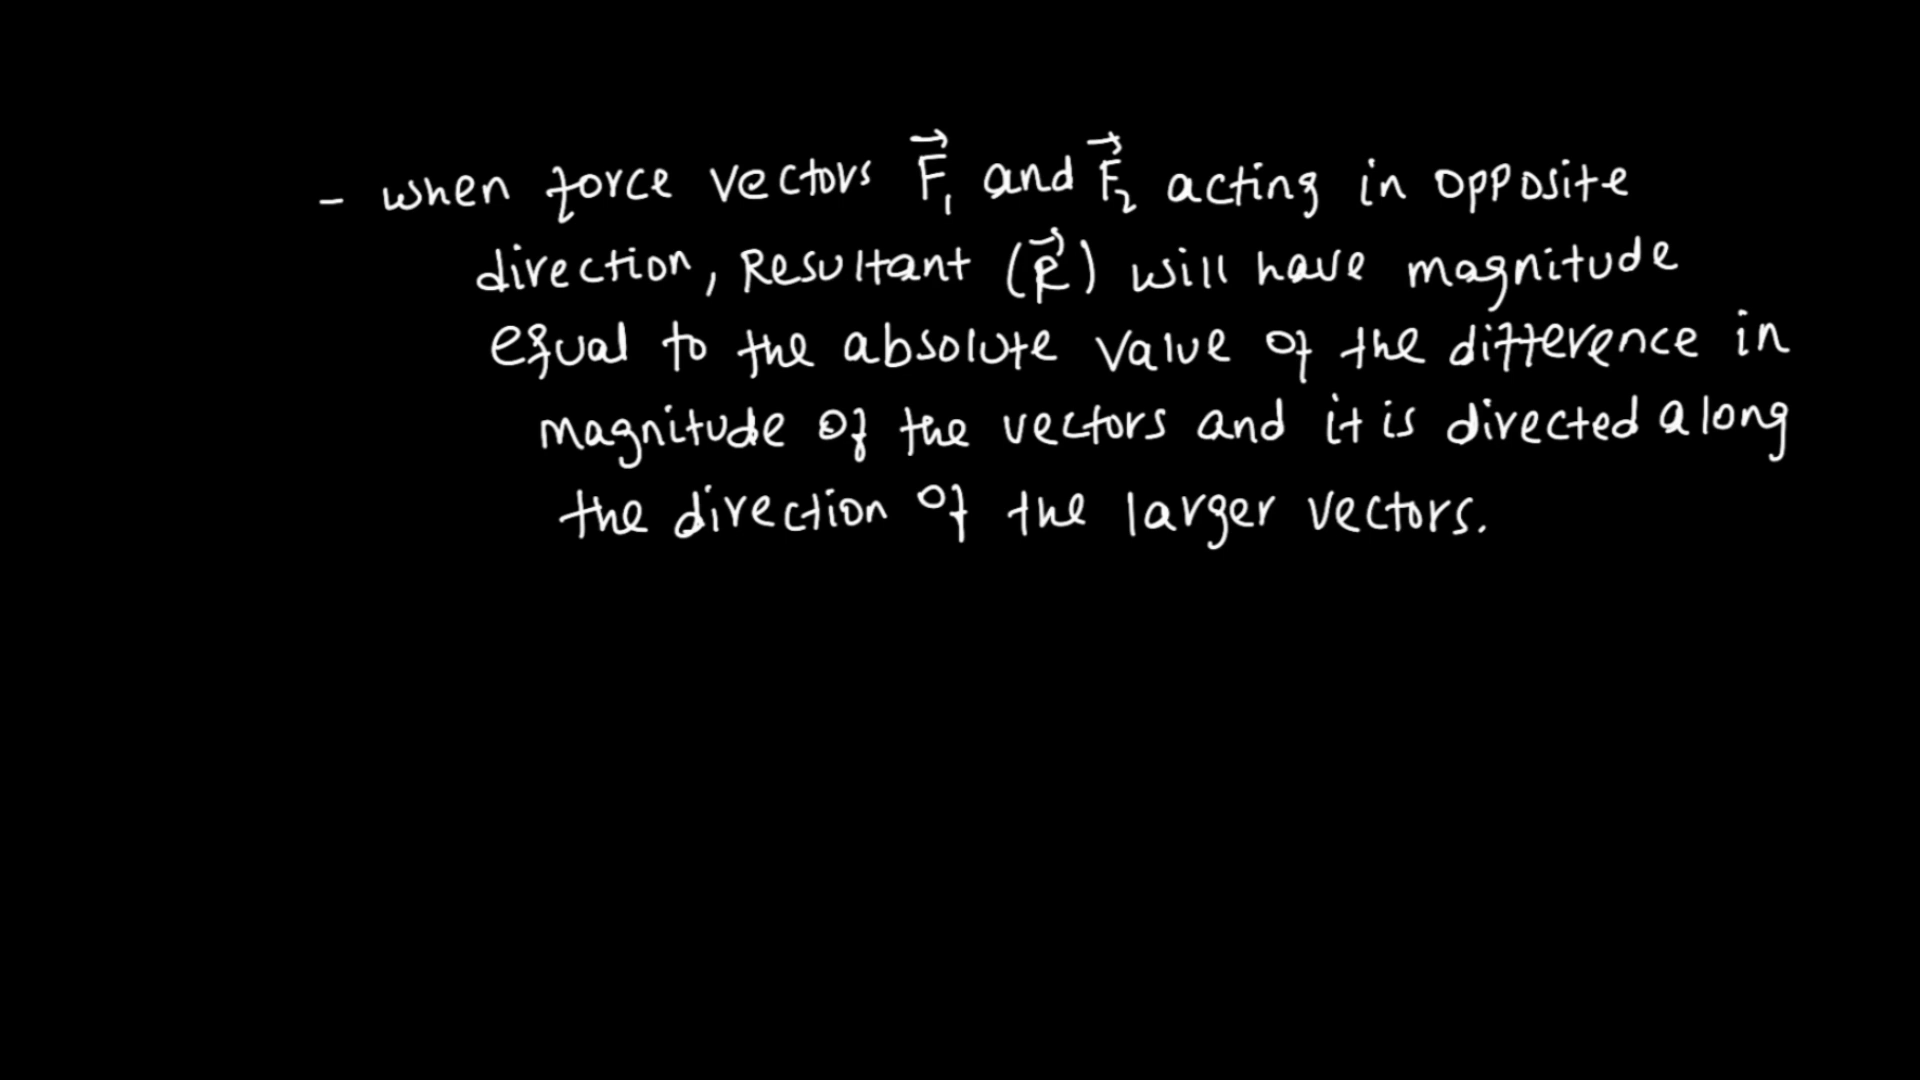 - when force vectors F⃗₁ and F⃗₂ acting in opposite
direction, Resultant (R⃗) will have magnitude
equal to the absolute value of the difference in
magnitude of the vectors and it is directed along
the direction of the larger vectors.